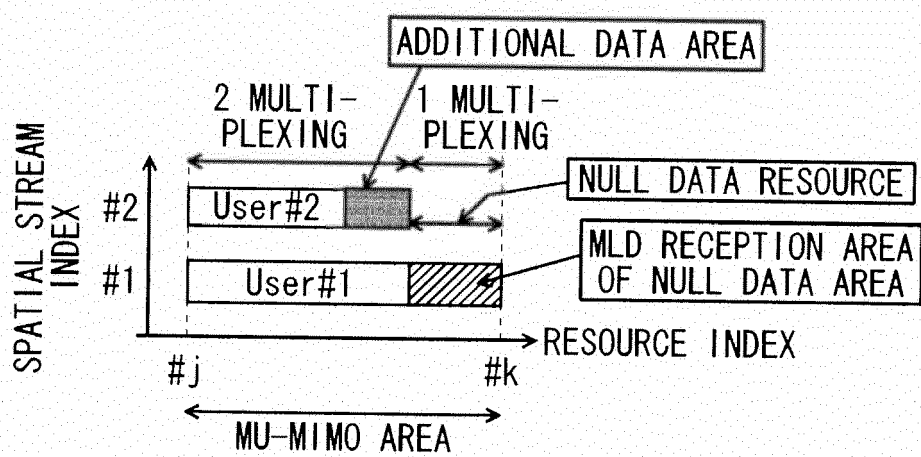 ADDITIONAL DATA AREA
2 MULTI-
PLEXING
1 MULTI-
PLEXING
SPATIAL STREAM
INDEX
#2
User#2
NULL DATA RESOURCE
#1
User#1
MLD RECEPTION AREA
OF NULL DATA AREA
RESOURCE INDEX
#j
#k
MU-MIMO AREA